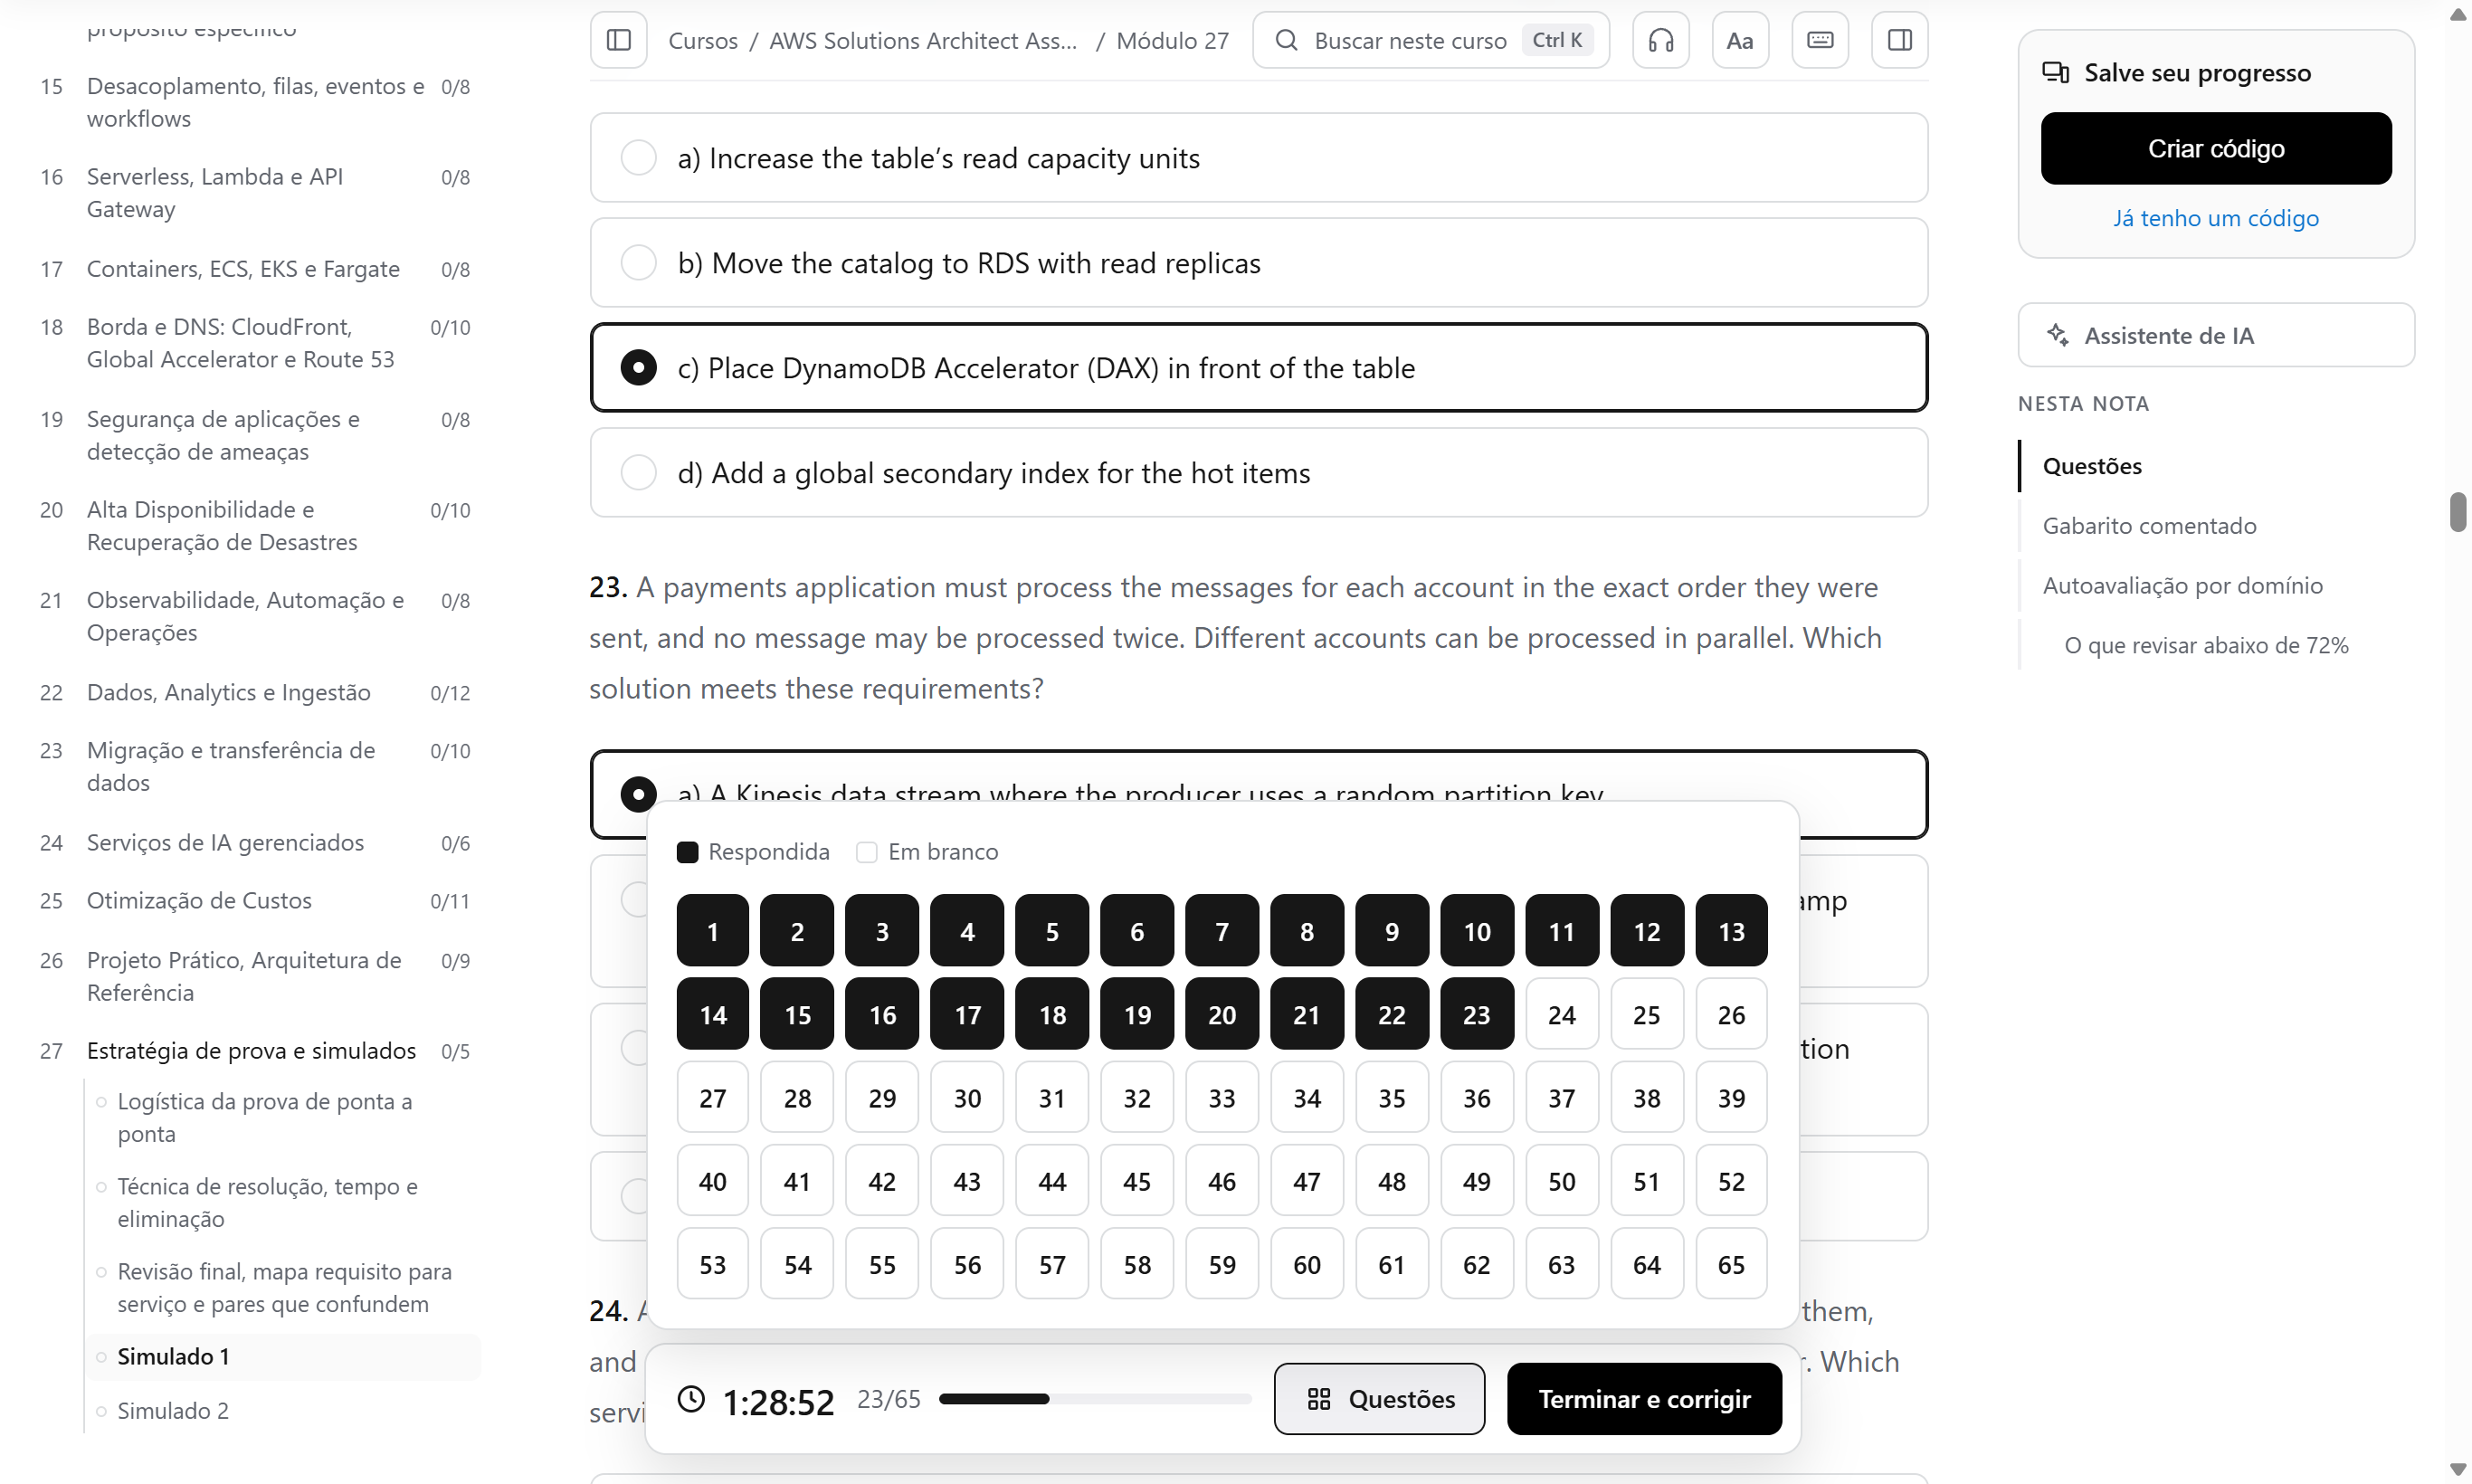 propósito específico
15 Desacoplamento, filas, eventos e workflows 0/8
16 Serverless, Lambda e API Gateway 0/8
17 Containers, ECS, EKS e Fargate 0/8
18 Borda e DNS: CloudFront, Global Accelerator e Route 53 0/10
19 Segurança de aplicações e detecção de ameaças 0/8
20 Alta Disponibilidade e Recuperação de Desastres 0/10
21 Observabilidade, Automação e Operações 0/8
22 Dados, Analytics e Ingestão 0/12
23 Migração e transferência de dados 0/10
24 Serviços de IA gerenciados 0/6
25 Otimização de Custos 0/11
26 Projeto Prático, Arquitetura de Referência 0/9
27 Estratégia de prova e simulados 0/5
Logística da prova de ponta a ponta
Técnica de resolução, tempo e eliminação
Revisão final, mapa requisito para serviço e pares que confundem
Simulado 1
Simulado 2
Cursos / AWS Solutions Architect Ass... / Módulo 27
Buscar neste curso Ctrl K
Aa
a) Increase the table’s read capacity units
b) Move the catalog to RDS with read replicas
c) Place DynamoDB Accelerator (DAX) in front of the table
d) Add a global secondary index for the hot items
23. A payments application must process the messages for each account in the exact order they were
sent, and no message may be processed twice. Different accounts can be processed in parallel. Which
solution meets these requirements?
a) A Kinesis data stream where the producer uses a random partition key
Respondida Em branco
1 2 3 4 5 6 7 8 9 10 11 12 13
14 15 16 17 18 19 20 21 22 23 24 25 26
27 28 29 30 31 32 33 34 35 36 37 38 39
40 41 42 43 44 45 46 47 48 49 50 51 52
53 54 55 56 57 58 59 60 61 62 63 64 65
24. them,
and Which
1:28:52 23/65 Questões Terminar e corrigir
Salve seu progresso
Criar código
Já tenho um código
Assistente de IA
NESTA NOTA
Questões
Gabarito comentado
Autoavaliação por domínio
O que revisar abaixo de 72%